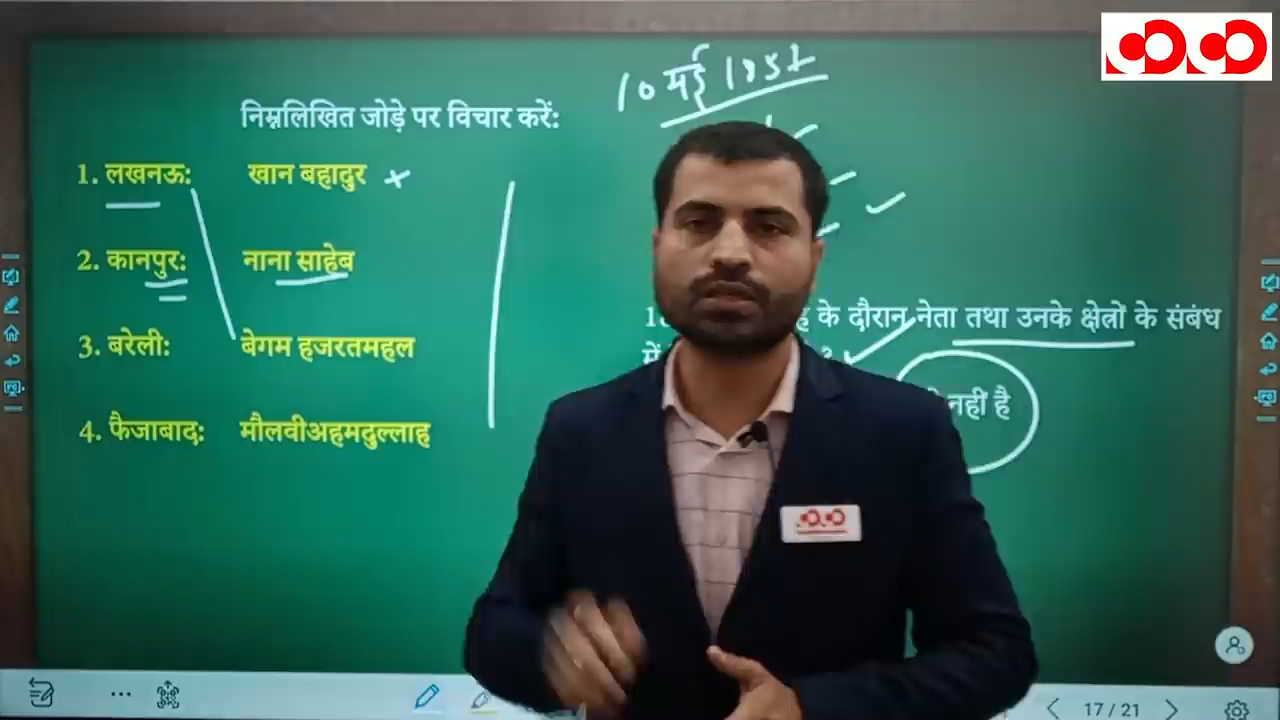 10 मई 1857
निम्नलिखित जोड़े पर विचार करें:
1. लखनऊ: खान बहादुर
2. कानपुर: नाना साहेब
3. बरेली: बेगम हजरतमहल
4. फैजाबाद: मौलवीअहमदुल्लाह
के दौरान नेता तथा उनके क्षेत्रों के संबंध
में
नही है
17 / 21